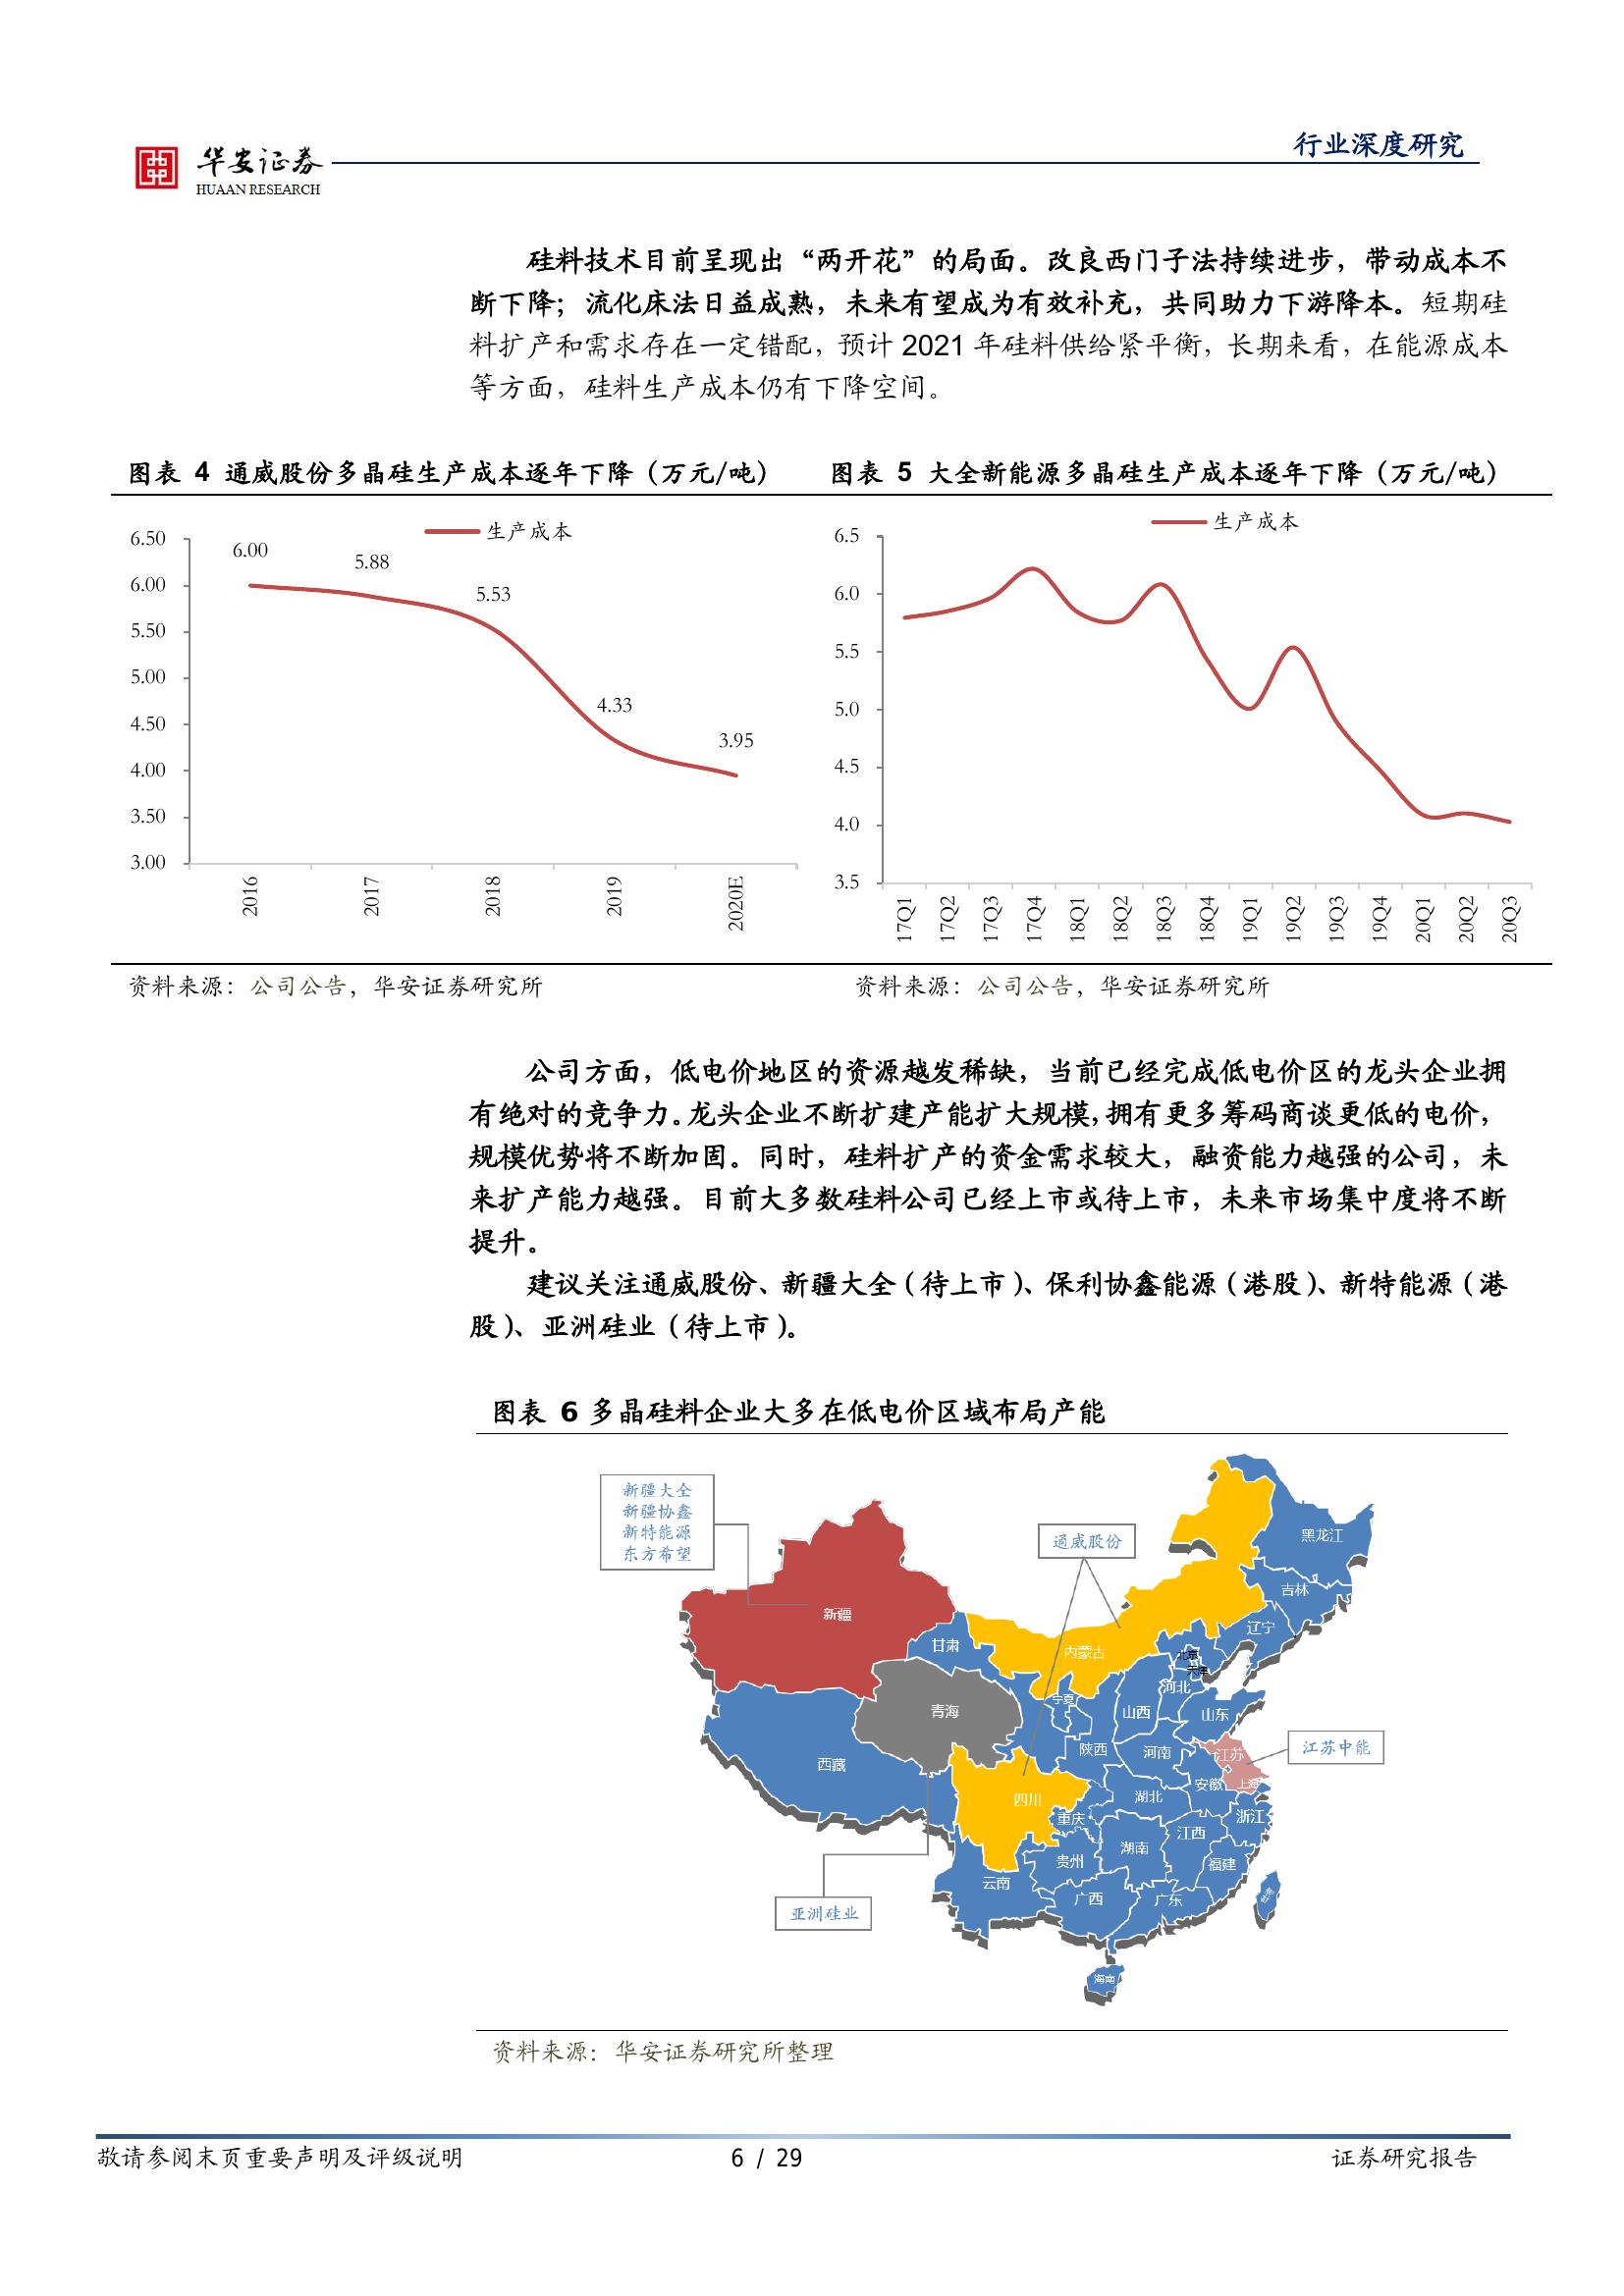 华安证券
HUAAN RESEARCH
行业深度研究
硅料技术目前呈现出“两开花”的局面。改良西门子法持续进步，带动成本不
断下降；流化床法日益成熟，未来有望成为有效补充，共同助力下游降本。短期硅
料扩产和需求存在一定错配，预计 2021 年硅料供给紧平衡，长期来看，在能源成本
等方面，硅料生产成本仍有下降空间。
图表 4 通威股份多晶硅生产成本逐年下降（万元/吨）
生产成本
6.50
6.00
5.50
5.00
4.50
4.00
3.50
3.00
6.00
5.88
5.53
4.33
3.95
2016
2017
2018
2019
2020E
资料来源：公司公告，华安证券研究所
图表 5 大全新能源多晶硅生产成本逐年下降（万元/吨）
生产成本
6.5
6.0
5.5
5.0
4.5
4.0
3.5
17Q1
17Q2
17Q3
17Q4
18Q1
18Q2
18Q3
18Q4
19Q1
19Q2
19Q3
19Q4
20Q1
20Q2
20Q3
资料来源：公司公告，华安证券研究所
公司方面，低电价地区的资源越发稀缺，当前已经完成低电价区的龙头企业拥
有绝对的竞争力。龙头企业不断扩建产能扩大规模，拥有更多筹码商谈更低的电价，
规模优势将不断加固。同时，硅料扩产的资金需求较大，融资能力越强的公司，未
来扩产能力越强。目前大多数硅料公司已经上市或待上市，未来市场集中度将不断
提升。
建议关注通威股份、新疆大全（待上市）、保利协鑫能源（港股）、新特能源（港
股）、亚洲硅业（待上市）。
图表 6 多晶硅料企业大多在低电价区域布局产能
新疆大全
新疆协鑫
新特能源
东方希望
通威股份
黑龙江
吉林
辽宁
新疆
甘肃
内蒙古
北京
天津
河北
宁夏
山西
山东
青海
陕西
河南
江苏
江苏中能
西藏
安徽
上海
四川
湖北
浙江
重庆
江西
湖南
贵州
福建
云南
广西
广东
亚洲硅业
海南
资料来源：华安证券研究所整理
敬请参阅末页重要声明及评级说明
6 / 29
证券研究报告